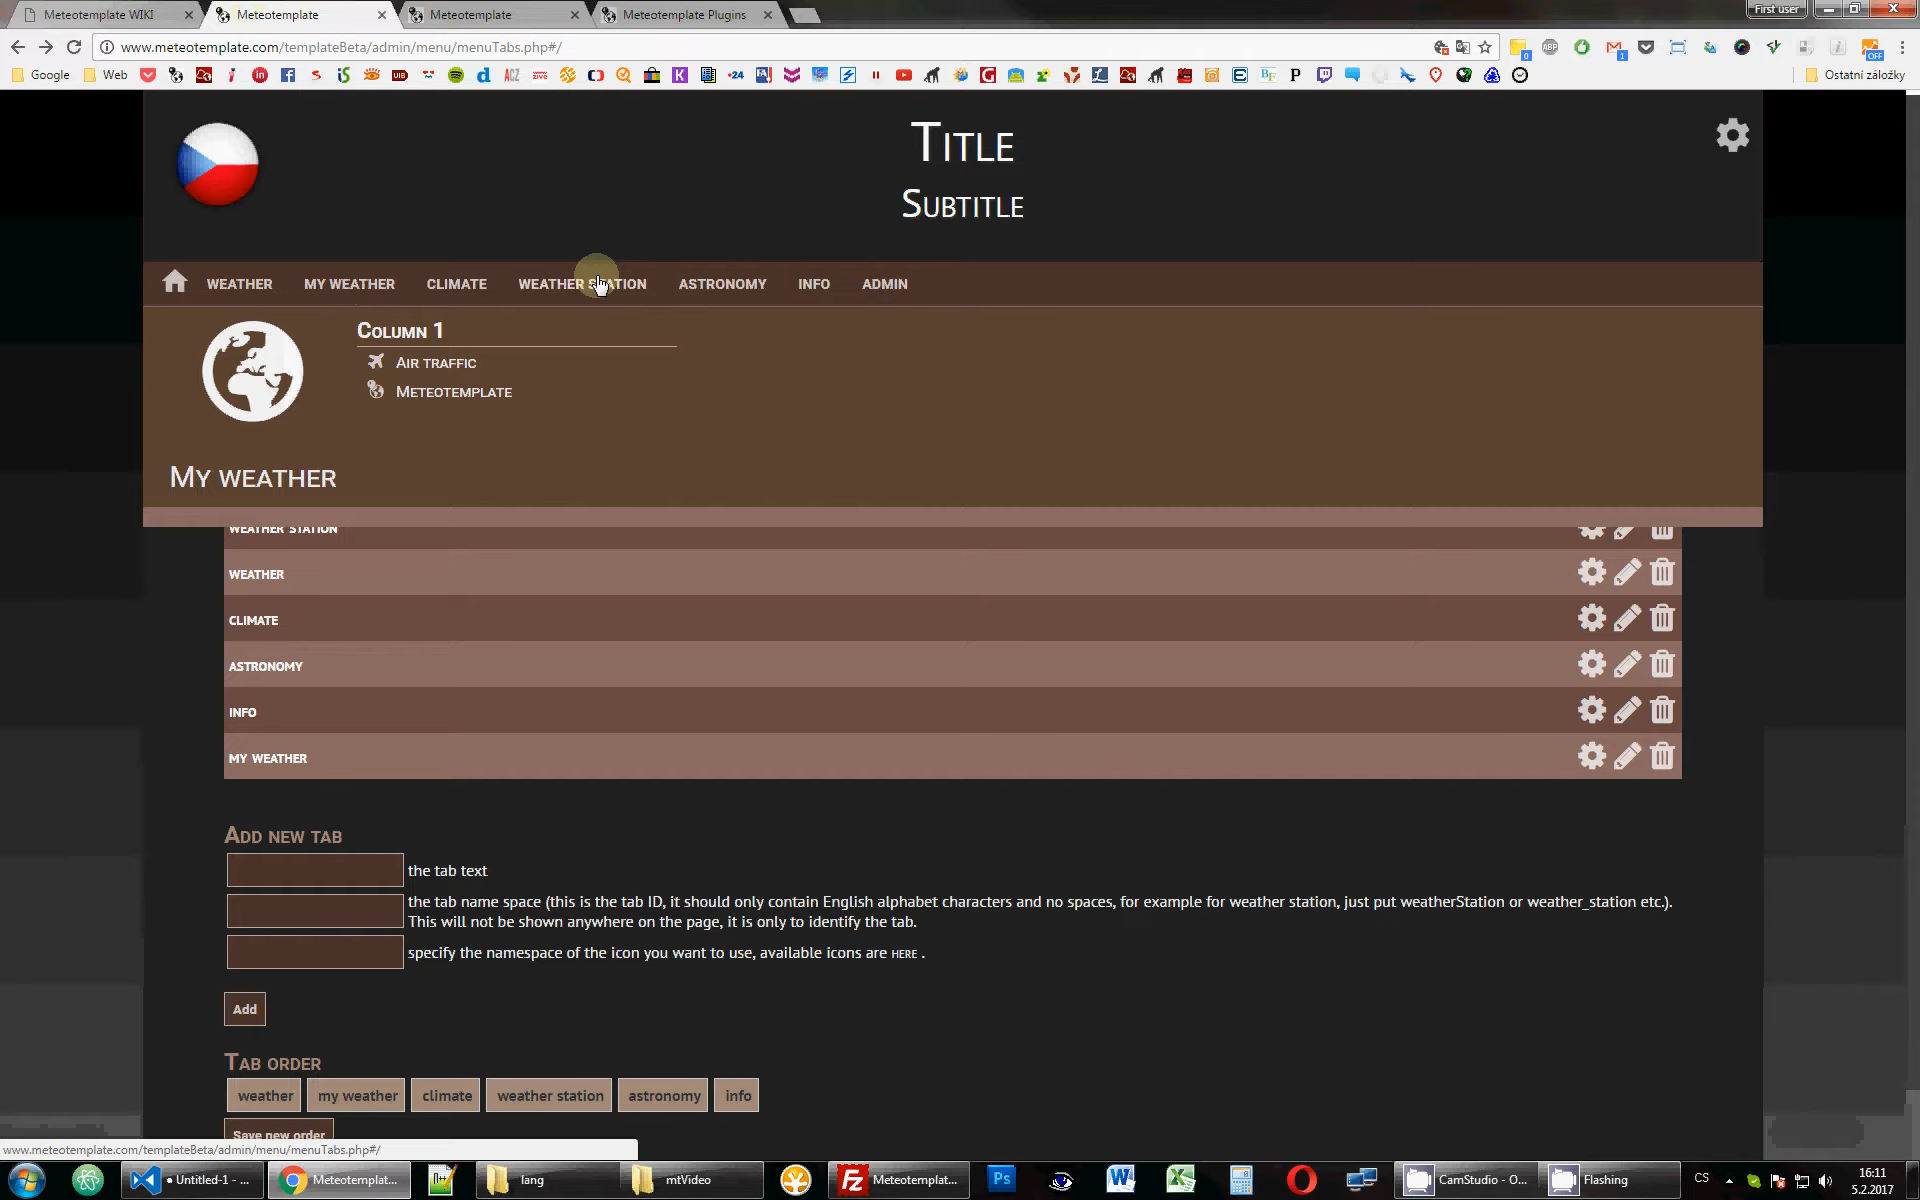 Meteotemplate WIKI
Meteotemplate
Meteotemplate
Meteotemplate Plugins
First user
www.meteotemplate.com/templateBeta/admin/menu/menuTabs.php#/
Google
Web
Ostatní záložky
Title
Subtitle
WEATHER
MY WEATHER
CLIMATE
WEATHER STATION
ASTRONOMY
INFO
ADMIN
Column 1
Air traffic
Meteotemplate
My weather
WEATHER STATION
WEATHER
CLIMATE
ASTRONOMY
INFO
MY WEATHER
Add new tab
the tab text
the tab name space (this is the tab ID, it should only contain English alphabet characters and no spaces, for example for weather station, just put weatherStation or weather_station etc.).
This will not be shown anywhere on the page, it is only to identify the tab.
specify the namespace of the icon you want to use, available icons are HERE .
Add
Tab order
weather
my weather
climate
weather station
astronomy
info
Save new order
www.meteotemplate.com/templateBeta/admin/menu/menuTabs.php#/
• Untitled-1 - ...
Meteotemplat...
lang
mtVideo
Meteotemplat...
CamStudio - O...
Flashing
CS
16:11
5.2.2017